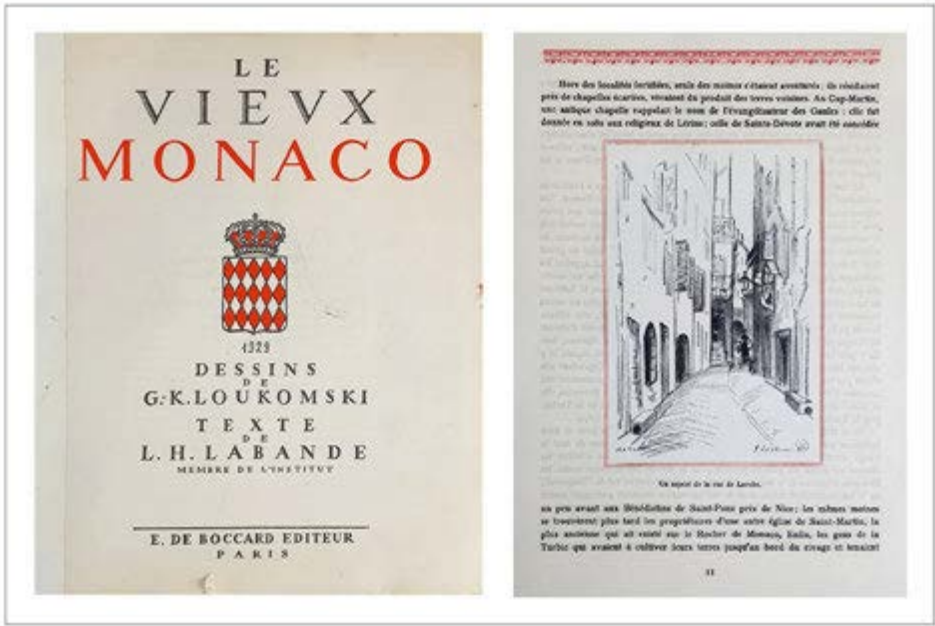 LE
VIEVX
MONACO
1929
DESSINS
DE
G.-K. LOUKOMSKI
TEXTE
DE
L. H. LABANDE
MEMBRE DE L'INSTITUT
E. DE BOCCARD EDITEUR
PARIS
Hors des localités fortifiées, seuls des moines s'étaient aventurés : ils résidaient
près de chapelles écartées, vivaient du produit des terres voisines. Au Cap-Martin,
une antique chapelle rappelait le nom de l'évangélisateur des Gaules : elle fut
donnée en 1082 aux religieux de Lérins ; celle de Sainte-Dévote avait été concédée
Un aspect de la rue de Lorète.
un peu avant aux Bénédictins de Saint-Pons près de Nice ; les mêmes moines
se trouvèrent plus tard les propriétaires d'une autre église de Saint-Martin, la
plus ancienne qui ait existé sur le Rocher de Monaco. Enfin, les gens de la
Turbie qui avaient à cultiver leurs terres jusqu'au bord du rivage et tenaient